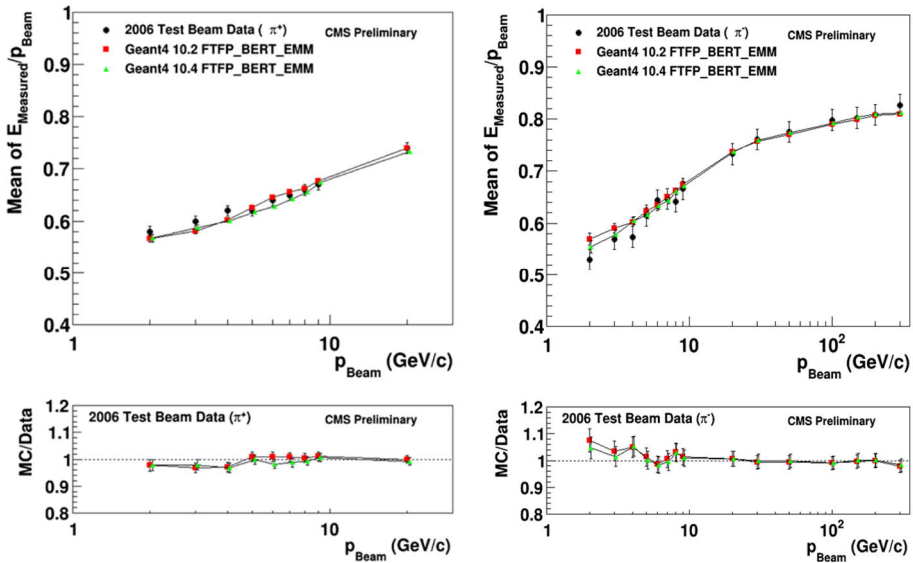 Mean of E_Measured/p_Beam
1
0.9
0.8
0.7
0.6
0.5
0.4
2006 Test Beam Data ( π⁺)
Geant4 10.2 FTFP_BERT_EMM
Geant4 10.4 FTFP_BERT_EMM
CMS Preliminary
1
10
p_Beam (GeV/c)
Mean of E_Measured/p_Beam
1
0.9
0.8
0.7
0.6
0.5
0.4
2006 Test Beam Data ( π⁻)
Geant4 10.2 FTFP_BERT_EMM
Geant4 10.4 FTFP_BERT_EMM
CMS Preliminary
1
10
10²
p_Beam (GeV/c)
MC/Data
1.2
1.1
1
0.9
0.8
2006 Test Beam Data (π⁺)
CMS Preliminary
1
10
p_Beam (GeV/c)
MC/Data
1.2
1.1
1
0.9
0.8
2006 Test Beam Data (π⁻)
CMS Preliminary
1
10
10²
p_Beam (GeV/c)